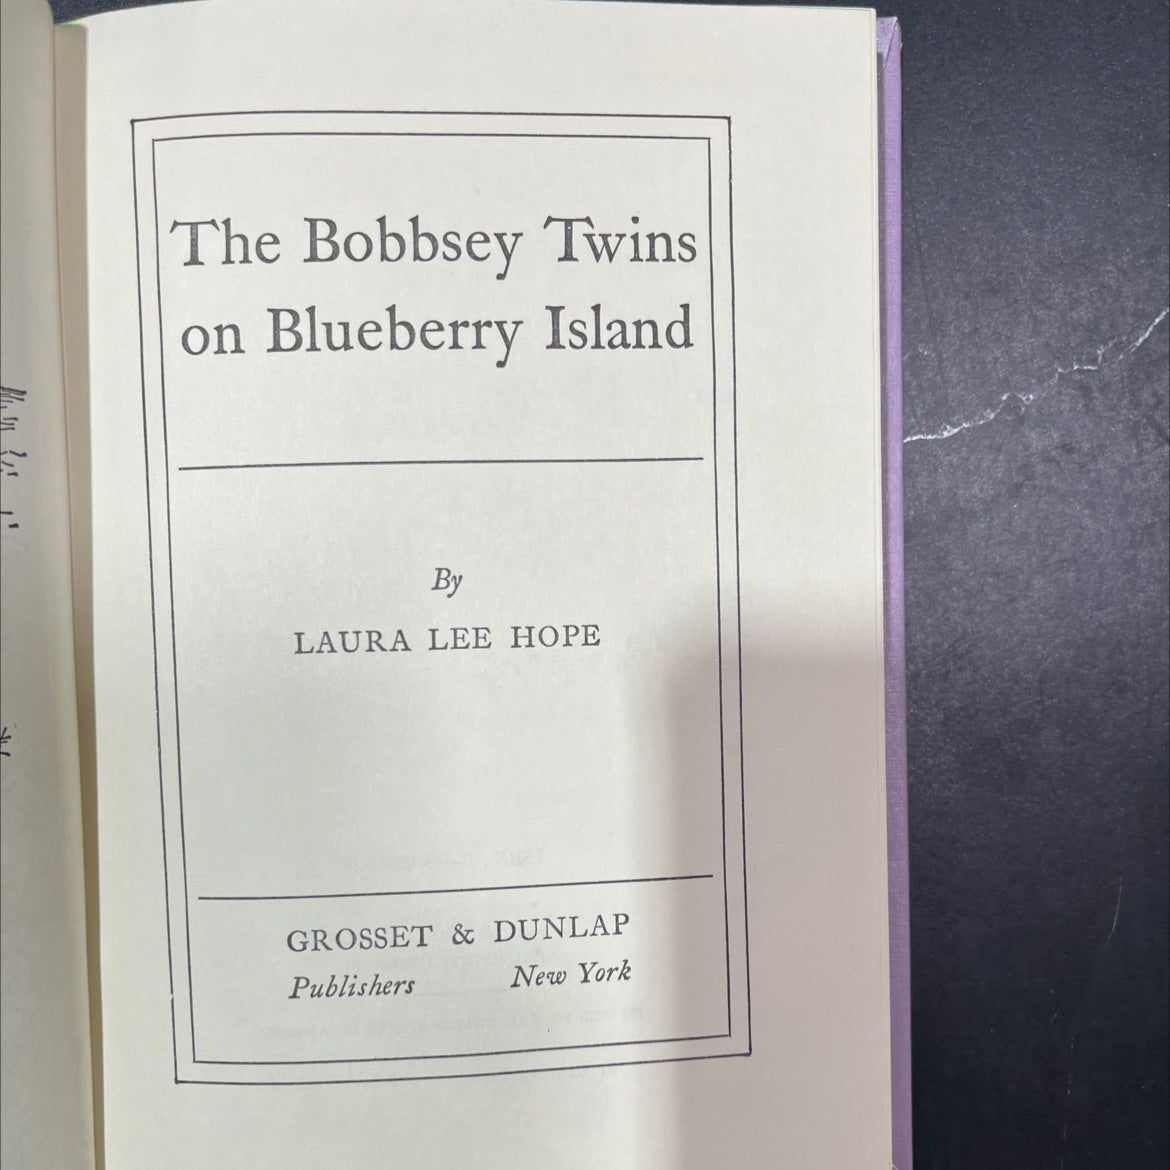 The Bobbsey Twins
on Blueberry Island
By
LAURA LEE HOPE
GROSSET & DUNLAP
Publishers New York